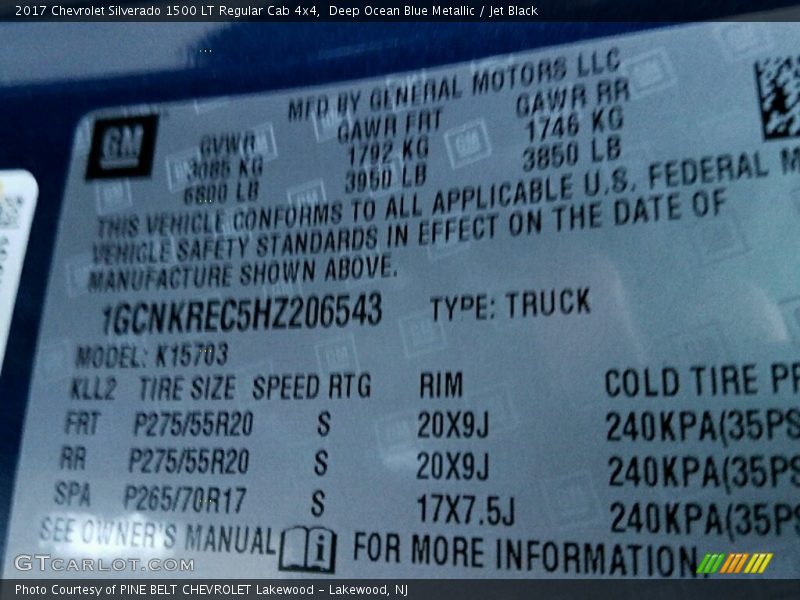 2017 Chevrolet Silverado 1500 LT Regular Cab 4x4,  Deep Ocean Blue Metallic / Jet Black
MFD BY GENERAL MOTORS LLC
GM
GVWR GAWR FRT GAWR RR
3085 KG 1792 KG 1746 KG
6800 LB 3950 LB 3850 LB
THIS VEHICLE CONFORMS TO ALL APPLICABLE U.S. FEDERAL M
VEHICLE SAFETY STANDARDS IN EFFECT ON THE DATE OF
MANUFACTURE SHOWN ABOVE.
1GCNKREC5HZ206543 TYPE: TRUCK
MODEL: K15703
KLL2 TIRE SIZE SPEED RTG RIM COLD TIRE PR
FRT P275/55R20 S 20X9J 240KPA(35PS
RR P275/55R20 S 20X9J 240KPA(35PS
SPA P265/70R17 S 17X7.5J 240KPA(35PS
SEE OWNER'S MANUAL i FOR MORE INFORMATION.
GTCARLOT.COM
Photo Courtesy of PINE BELT CHEVROLET Lakewood - Lakewood, NJ